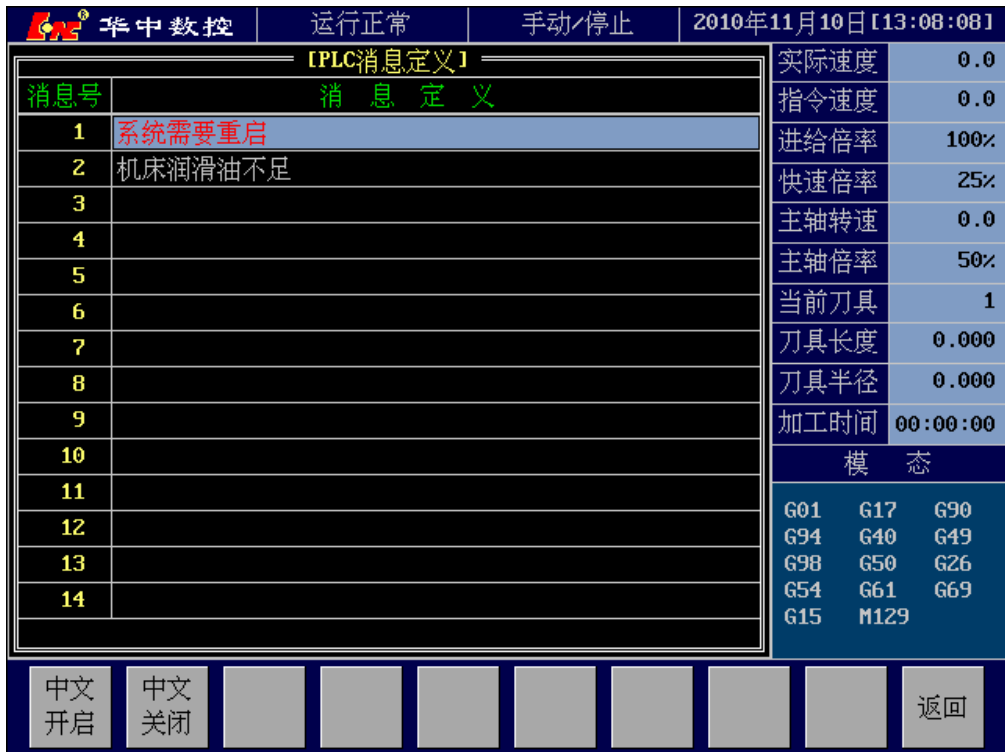 CNC® 华中数控 运行正常 手动/停止 2010年11月10日[13:08:08]
[PLC消息定义]
消息号 消 息 定 义
1 系统需要重启
2 机床润滑油不足
3
4
5
6
7
8
9
10
11
12
13
14
实际速度 0.0
指令速度 0.0
进给倍率 100%
快速倍率 25%
主轴转速 0.0
主轴倍率 50%
当前刀具 1
刀具长度 0.000
刀具半径 0.000
加工时间 00:00:00
模 态
G01 G17 G90
G94 G40 G49
G98 G50 G26
G54 G61 G69
G15 M129
中文
开启
中文
关闭
返回